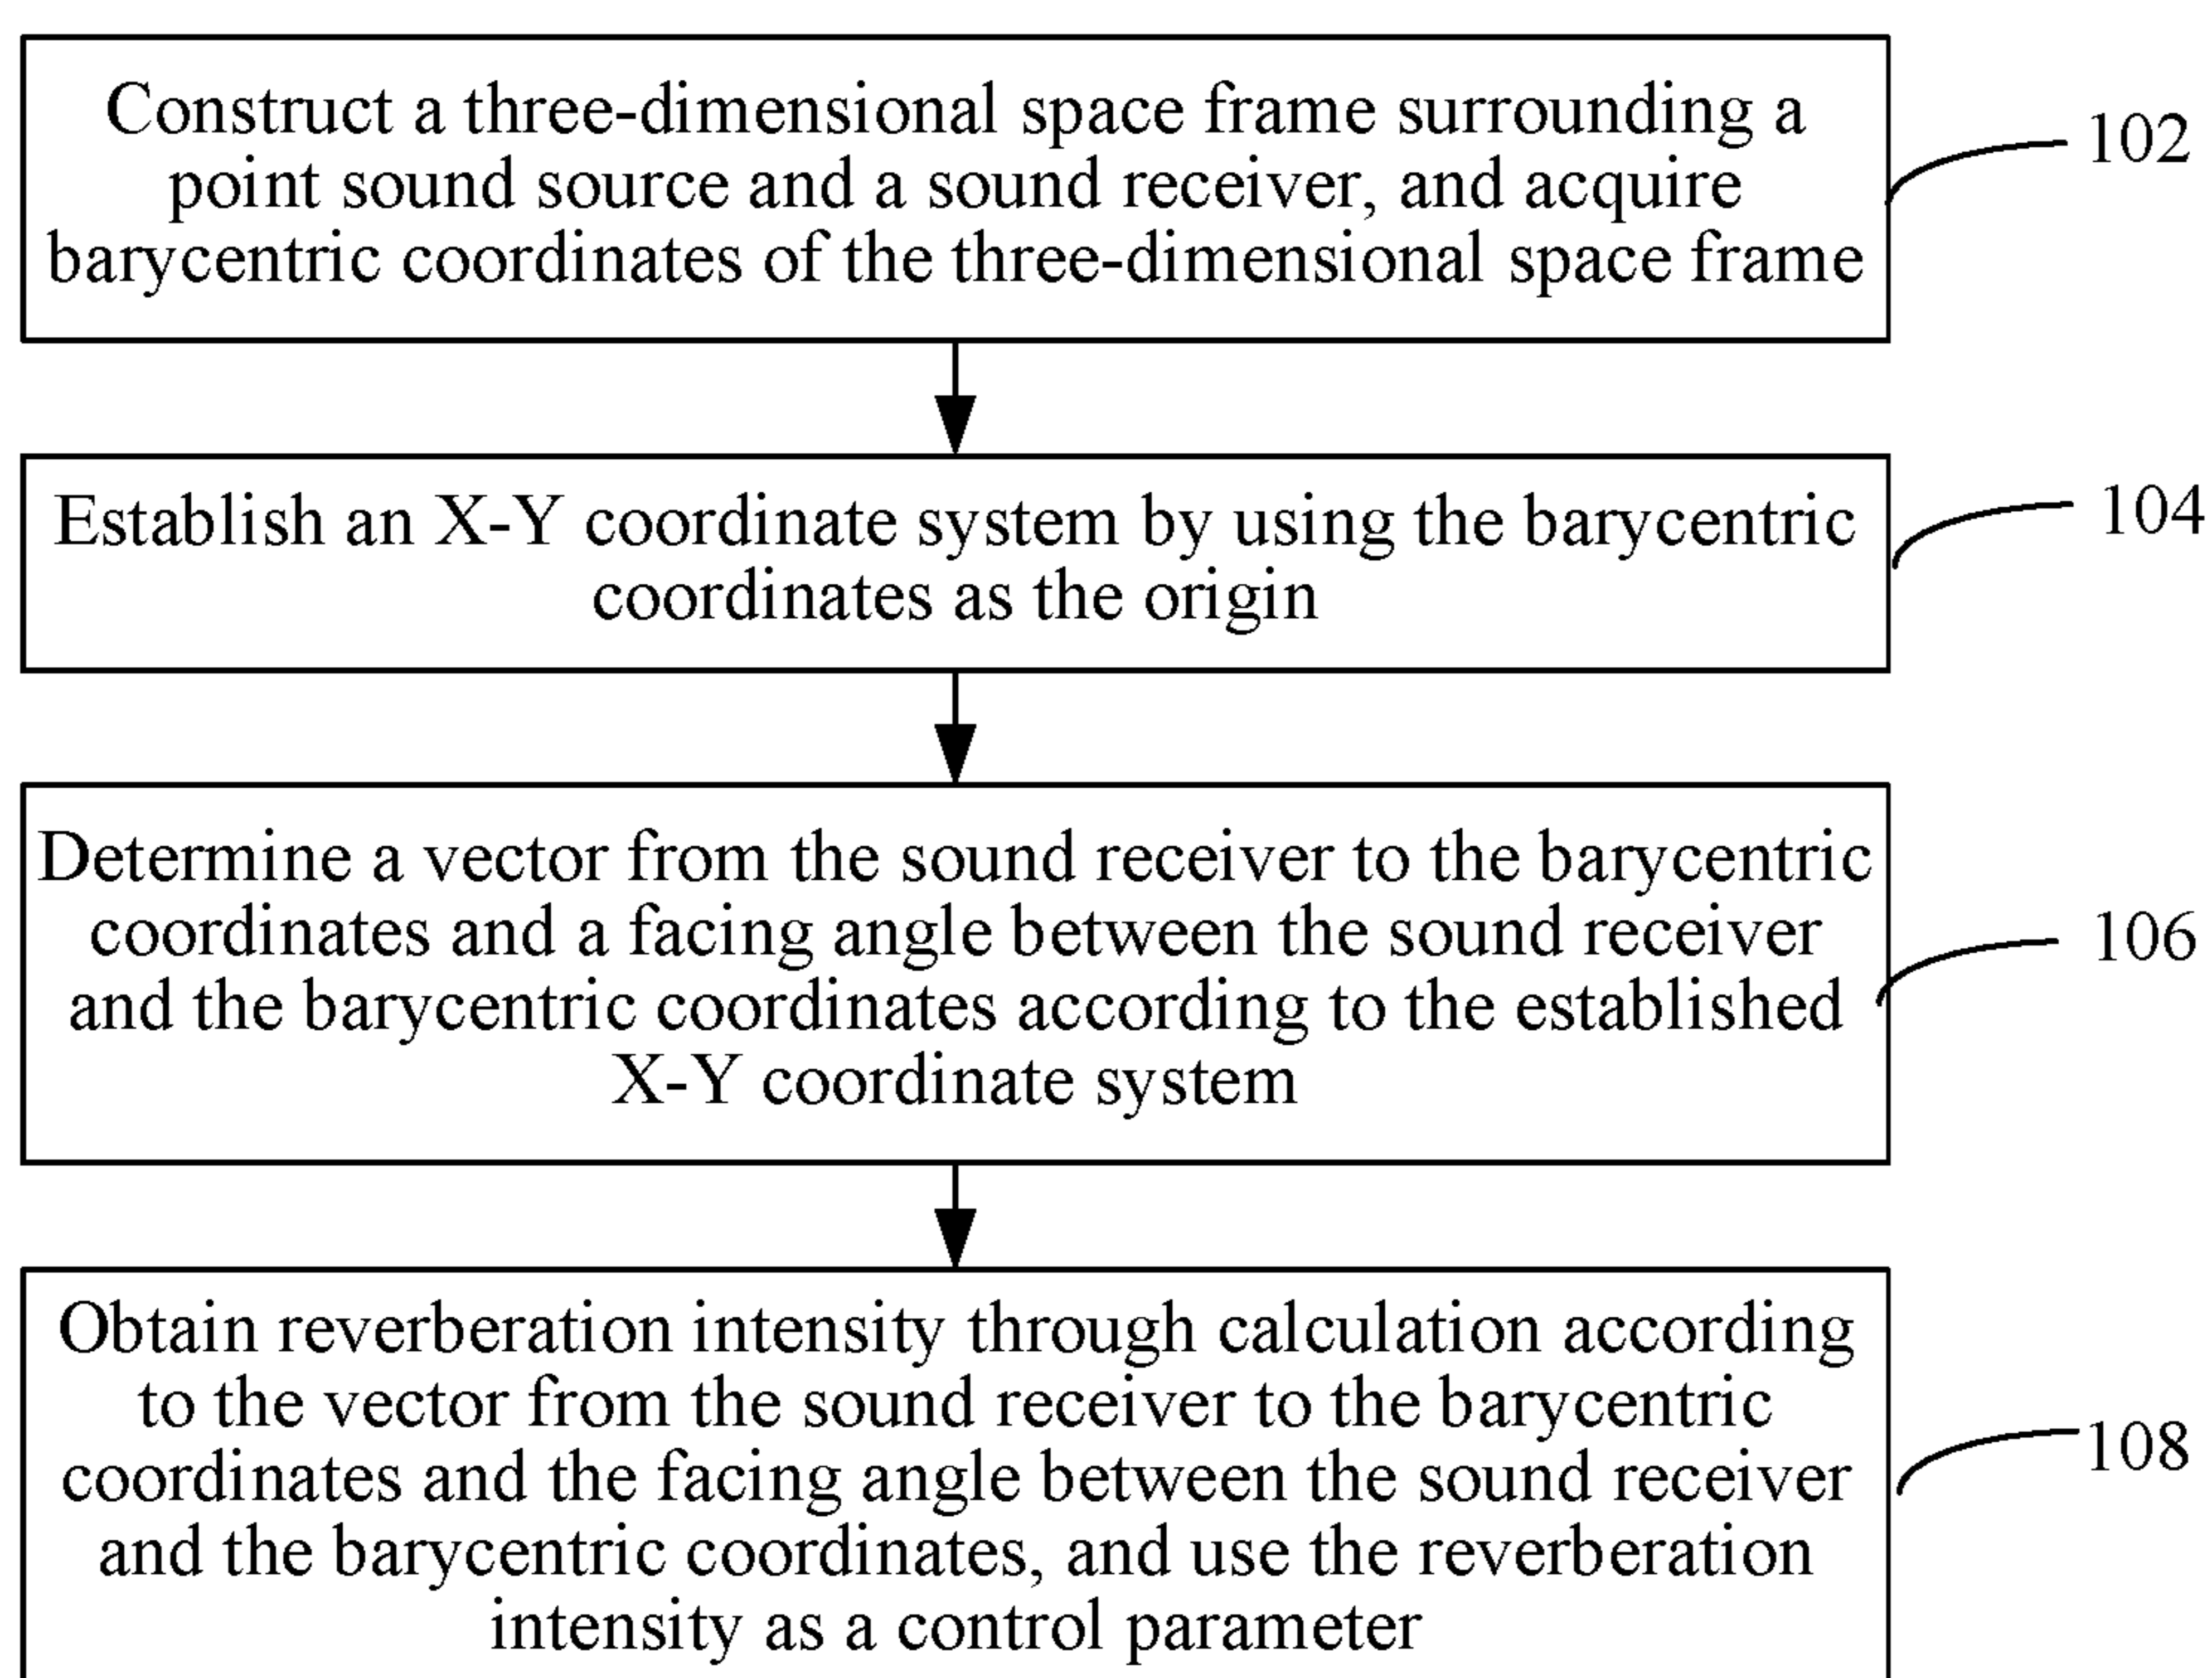 Construct a three-dimensional space frame surrounding a
point sound source and a sound receiver, and acquire
barycentric coordinates of the three-dimensional space frame
102
Establish an X-Y coordinate system by using the barycentric
coordinates as the origin
104
Determine a vector from the sound receiver to the barycentric
coordinates and a facing angle between the sound receiver
and the barycentric coordinates according to the established
X-Y coordinate system
106
Obtain reverberation intensity through calculation according
to the vector from the sound receiver to the barycentric
coordinates and the facing angle between the sound receiver
and the barycentric coordinates, and use the reverberation
intensity as a control parameter
108